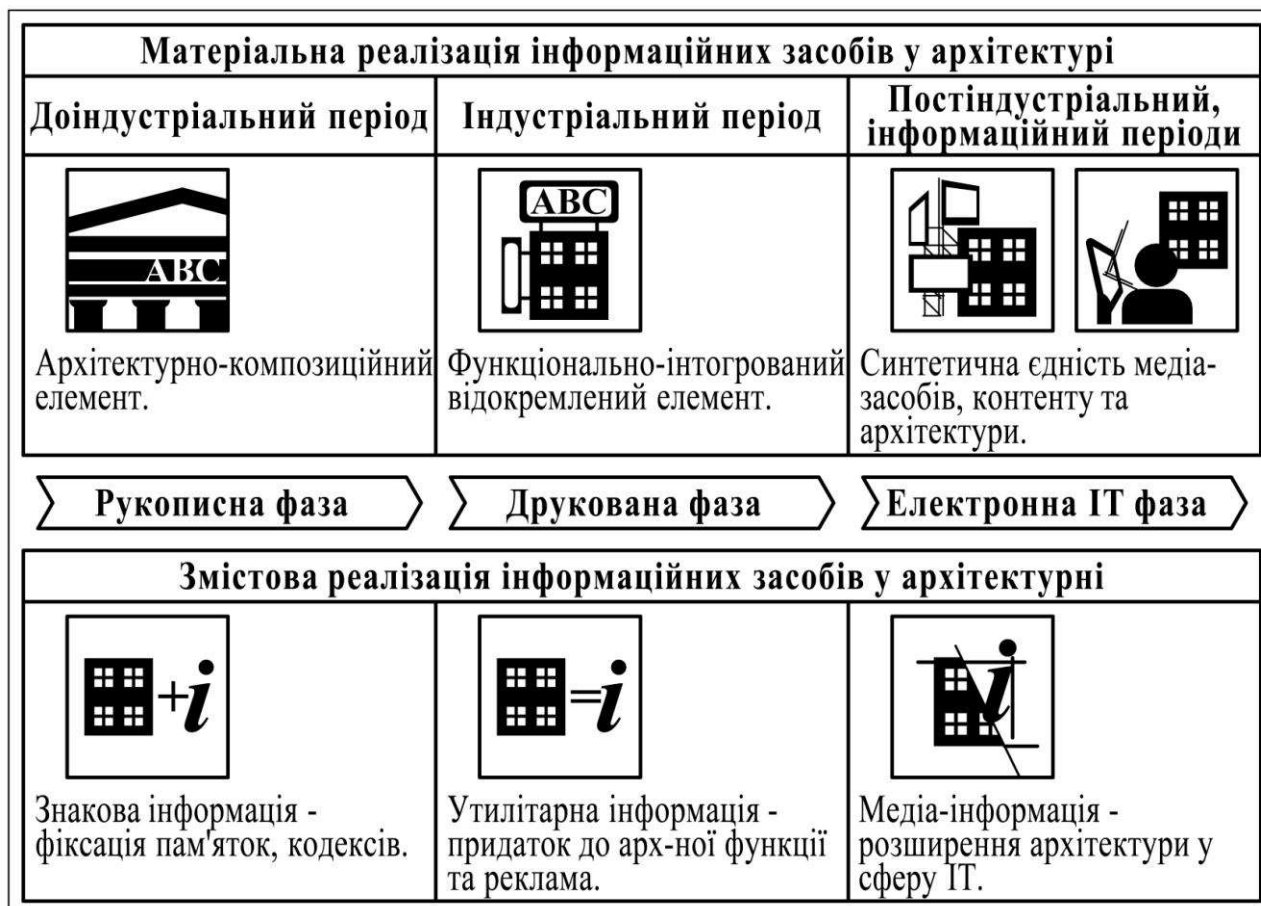 Матеріальна реалізація інформаційних засобів у архітектурі
Доіндустріальний період
Індустріальний період
Постіндустріальний,
інформаційний періоди
ABC
ABC
Архітектурно-композиційний
елемент.
Функціонально-інтогрований
відокремлений елемент.
Синтетична єдність медіа-
засобів, контенту та
архітектури.
Рукописна фаза
Друкована фаза
Електронна ІТ фаза
Змістова реалізація інформаційних засобів у архітектурні
+i
=i
i
Знакова інформація -
фіксація пам'яток, кодексів.
Утилітарна інформація -
придаток до арх-ної функції
та реклама.
Медіа-інформація -
розширення архітектури у
сферу ІТ.